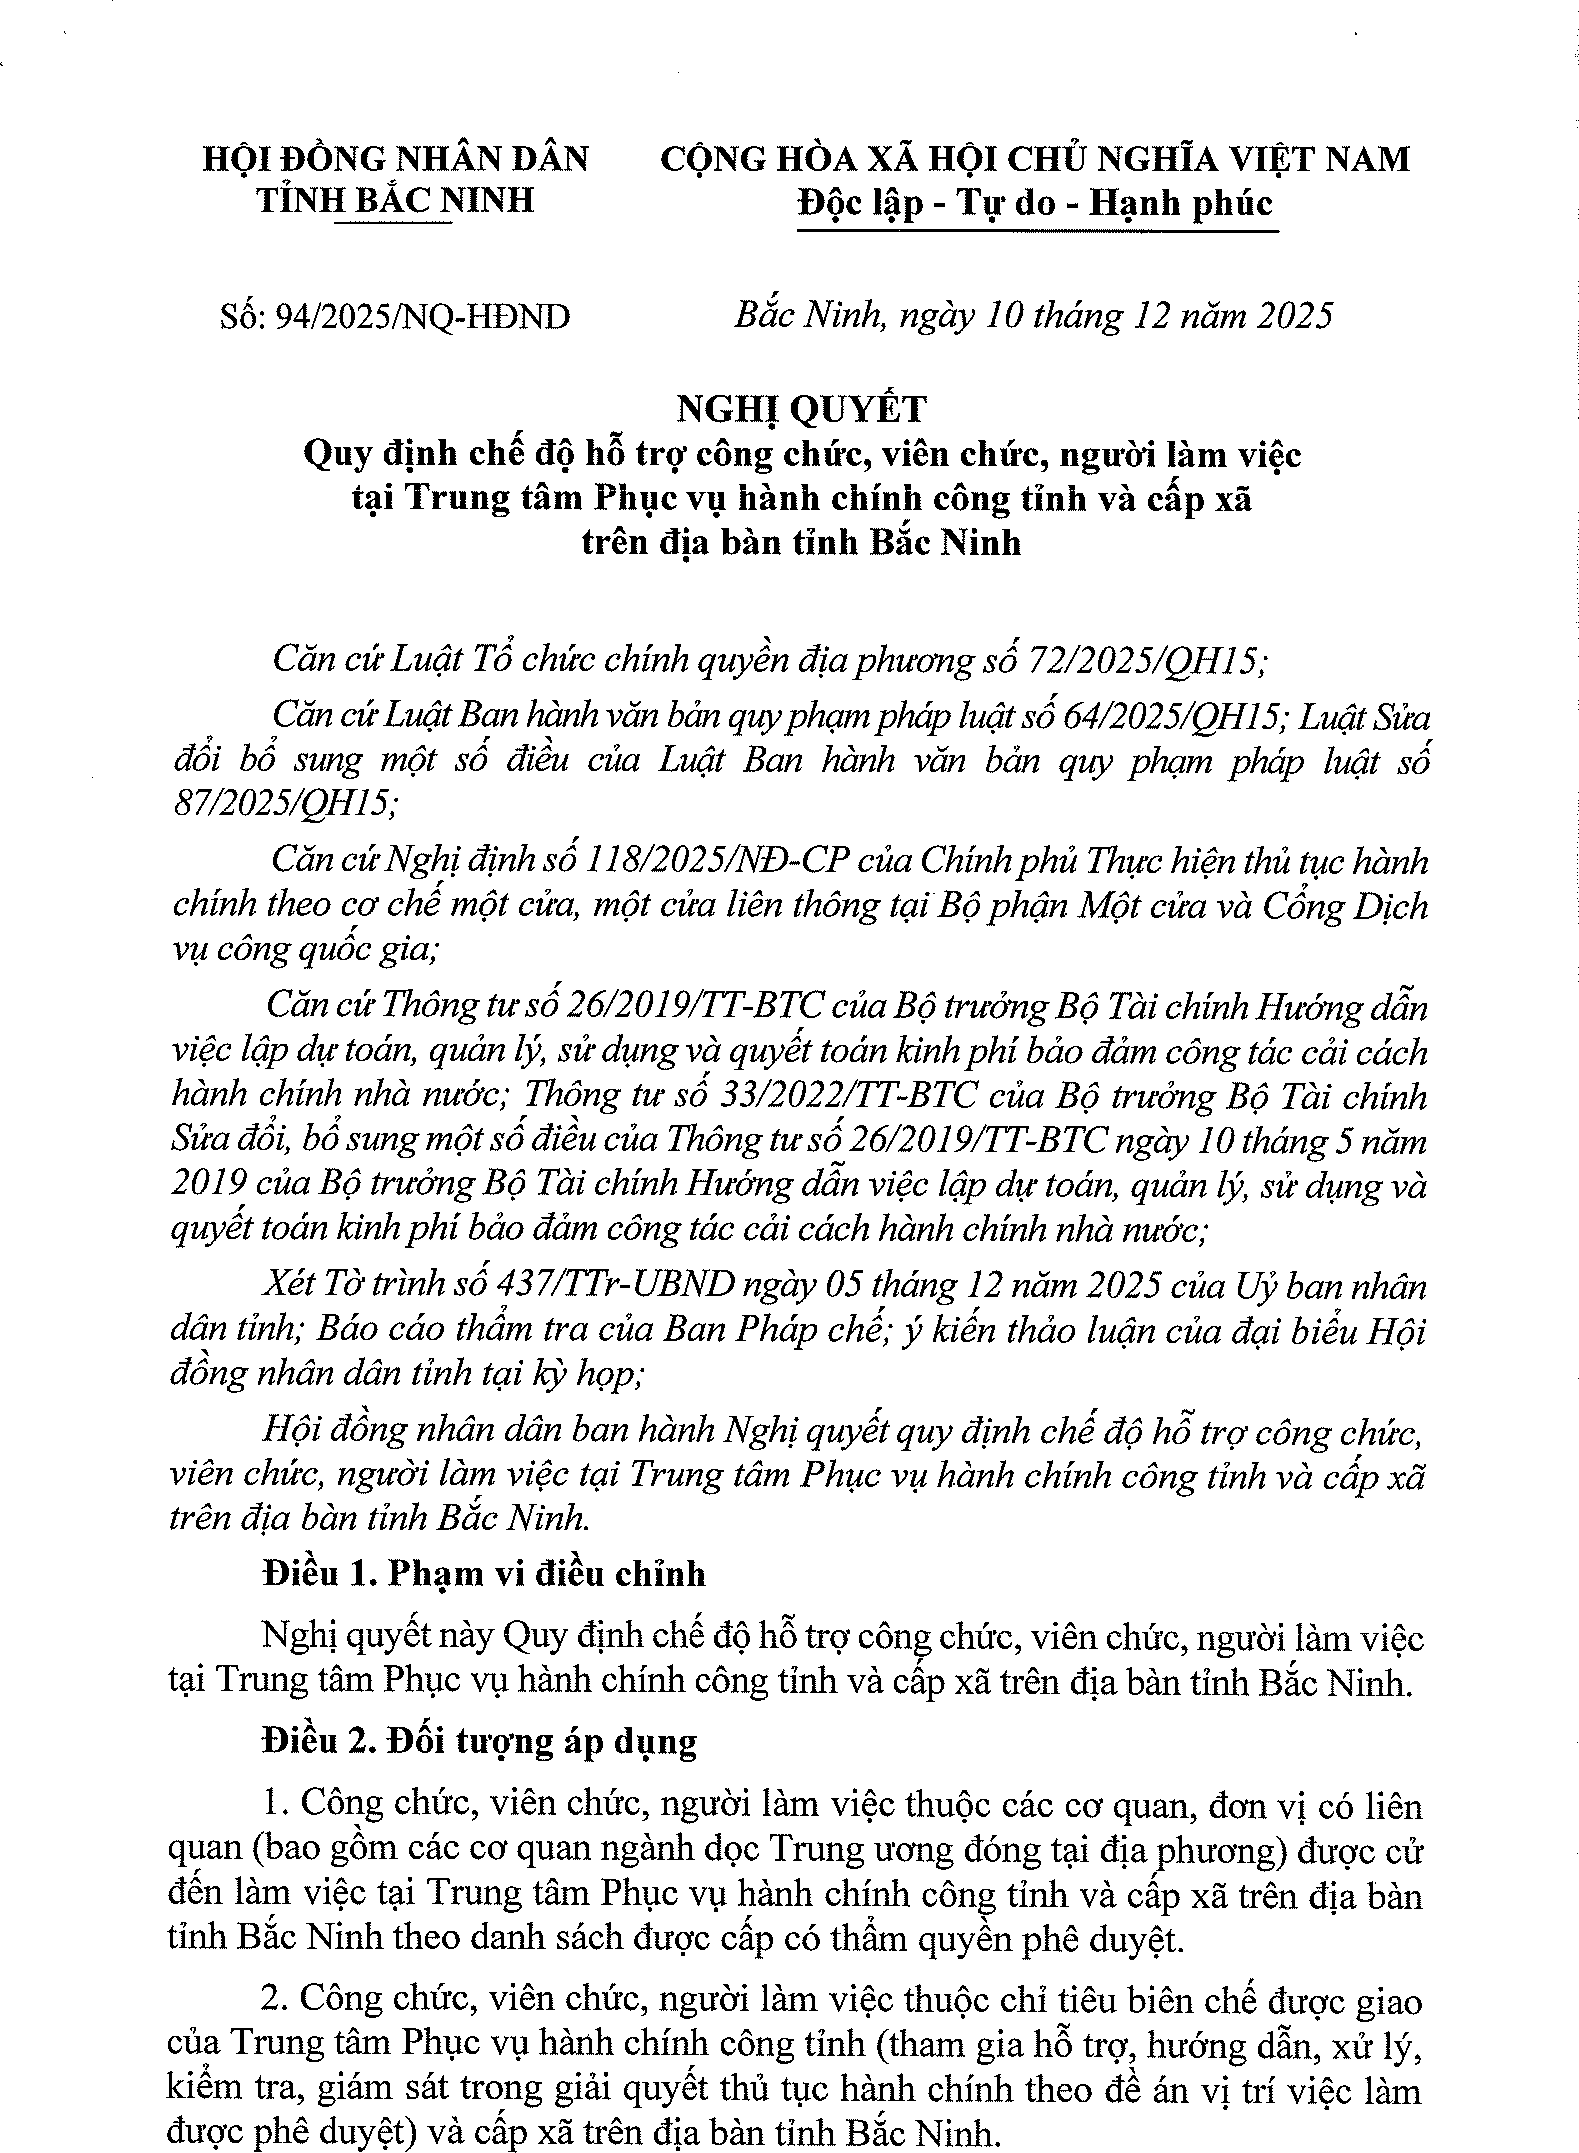 HỘI ĐỒNG NHÂN DÂN
TỈNH BẮC NINH
CỘNG HÒA XÃ HỘI CHỦ NGHĨA VIỆT NAM
Độc lập - Tự do - Hạnh phúc
Số: 94/2025/NQ-HĐND
Bắc Ninh, ngày 10 tháng 12 năm 2025
NGHỊ QUYẾT
Quy định chế độ hỗ trợ công chức, viên chức, người làm việc
tại Trung tâm Phục vụ hành chính công tỉnh và cấp xã
trên địa bàn tỉnh Bắc Ninh
Căn cứ Luật Tổ chức chính quyền địa phương số 72/2025/QH15;
Căn cứ Luật Ban hành văn bản quy phạm pháp luật số 64/2025/QH15; Luật Sửa
đổi bổ sung một số điều của Luật Ban hành văn bản quy phạm pháp luật số
87/2025/QH15;
Căn cứ Nghị định số 118/2025/NĐ-CP của Chính phủ Thực hiện thủ tục hành
chính theo cơ chế một cửa, một cửa liên thông tại Bộ phận Một cửa và Cổng Dịch
vụ công quốc gia;
Căn cứ Thông tư số 26/2019/TT-BTC của Bộ trưởng Bộ Tài chính Hướng dẫn
việc lập dự toán, quản lý, sử dụng và quyết toán kinh phí bảo đảm công tác cải cách
hành chính nhà nước; Thông tư số 33/2022/TT-BTC của Bộ trưởng Bộ Tài chính
Sửa đổi, bổ sung một số điều của Thông tư số 26/2019/TT-BTC ngày 10 tháng 5 năm
2019 của Bộ trưởng Bộ Tài chính Hướng dẫn việc lập dự toán, quản lý, sử dụng và
quyết toán kinh phí bảo đảm công tác cải cách hành chính nhà nước;
Xét Tờ trình số 437/TTr-UBND ngày 05 tháng 12 năm 2025 của Uỷ ban nhân
dân tỉnh; Báo cáo thẩm tra của Ban Pháp chế; ý kiến thảo luận của đại biểu Hội
đồng nhân dân tỉnh tại kỳ họp;
Hội đồng nhân dân ban hành Nghị quyết quy định chế độ hỗ trợ công chức,
viên chức, người làm việc tại Trung tâm Phục vụ hành chính công tỉnh và cấp xã
trên địa bàn tỉnh Bắc Ninh.
Điều 1. Phạm vi điều chỉnh
Nghị quyết này Quy định chế độ hỗ trợ công chức, viên chức, người làm việc
tại Trung tâm Phục vụ hành chính công tỉnh và cấp xã trên địa bàn tỉnh Bắc Ninh.
Điều 2. Đối tượng áp dụng
1. Công chức, viên chức, người làm việc thuộc các cơ quan, đơn vị có liên
quan (bao gồm các cơ quan ngành dọc Trung ương đóng tại địa phương) được cử
đến làm việc tại Trung tâm Phục vụ hành chính công tỉnh và cấp xã trên địa bàn
tỉnh Bắc Ninh theo danh sách được cấp có thẩm quyền phê duyệt.
2. Công chức, viên chức, người làm việc thuộc chỉ tiêu biên chế được giao
của Trung tâm Phục vụ hành chính công tỉnh (tham gia hỗ trợ, hướng dẫn, xử lý,
kiểm tra, giám sát trong giải quyết thủ tục hành chính theo đề án vị trí việc làm
được phê duyệt) và cấp xã trên địa bàn tỉnh Bắc Ninh.